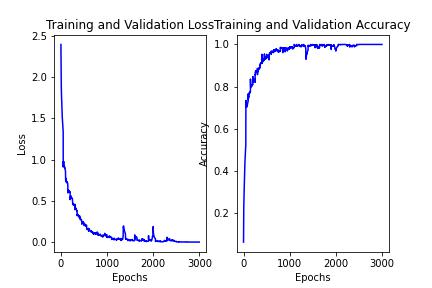 Training and Validation Loss
2.5
2.0
1.5
1.0
0.5
0.0
Loss
0 1000 2000 3000
Epochs
Training and Validation Accuracy
1.0
0.8
0.6
0.4
0.2
Accuracy
0 1000 2000 3000
Epochs